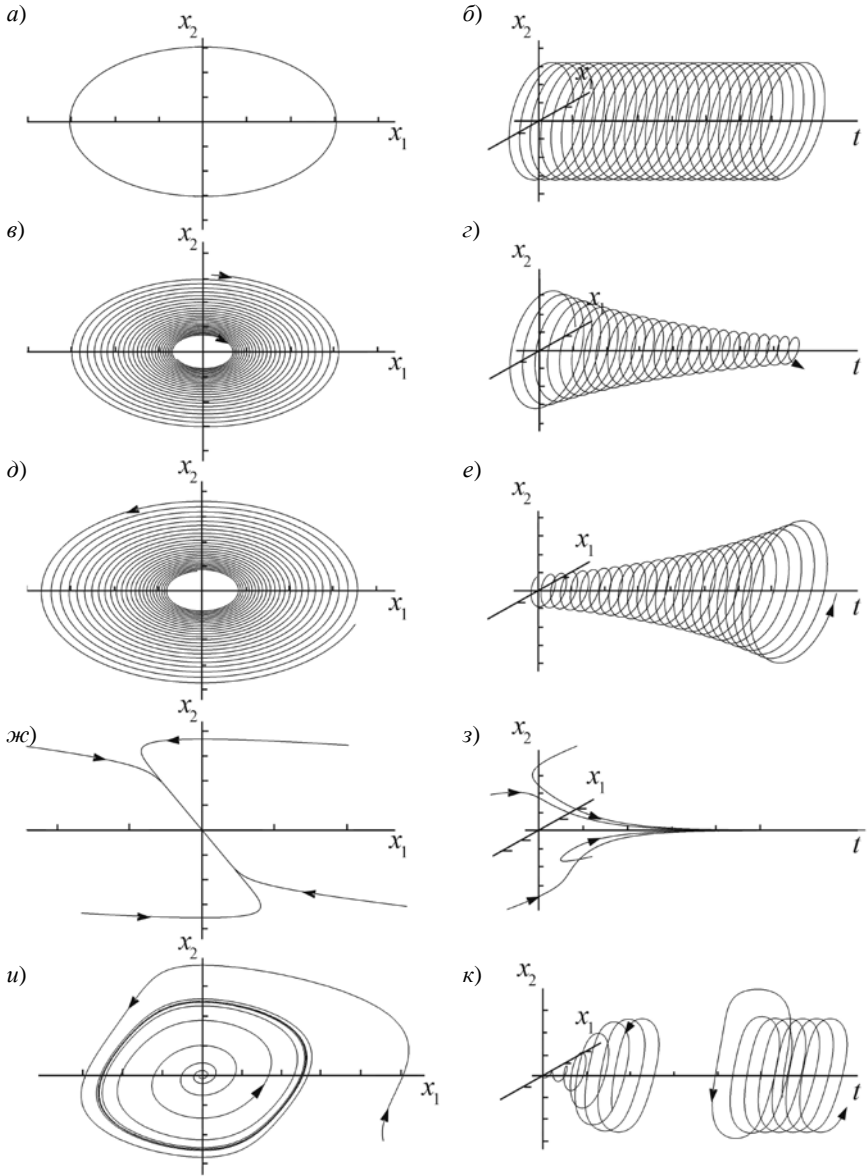 а) x₂ x₁
б) x₂ x₁ t
в) x₂ x₁
г) x₂ x₁ t
д) x₂ x₁
е) x₂ x₁ t
ж) x₂ x₁
з) x₂ x₁ t
и) x₂ x₁
к) x₂ x₁ t